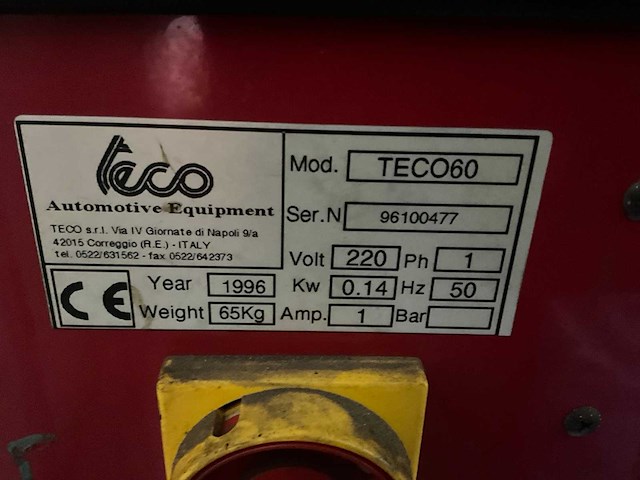 teco
Automotive Equipment
TECO s.r.l. Via IV Giornate di Napoli 9/a
42015 Correggio (R.E.) - ITALY
tel. 0522/631562 - fax 0522/642373
CE
Year 1996
Weight 65Kg
Mod. TECO60
Ser.N 96100477
Volt 220 Ph 1
Kw 0.14 Hz 50
Amp. 1 Bar